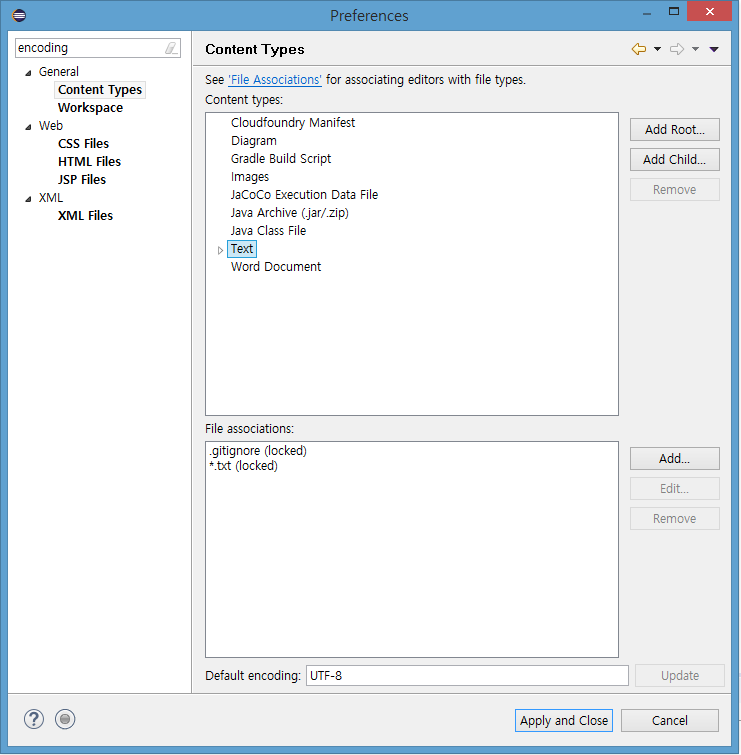 Preferences
encoding
General
Content Types
Workspace
Web
CSS Files
HTML Files
JSP Files
XML
XML Files
Content Types
See 'File Associations' for associating editors with file types.
Content types:
Cloudfoundry Manifest
Diagram
Gradle Build Script
Images
JaCoCo Execution Data File
Java Archive (.jar/.zip)
Java Class File
Text
Word Document
Add Root...
Add Child...
Remove
File associations:
.gitignore (locked)
*.txt (locked)
Add...
Edit...
Remove
Default encoding: UTF-8 Update
Apply and Close Cancel